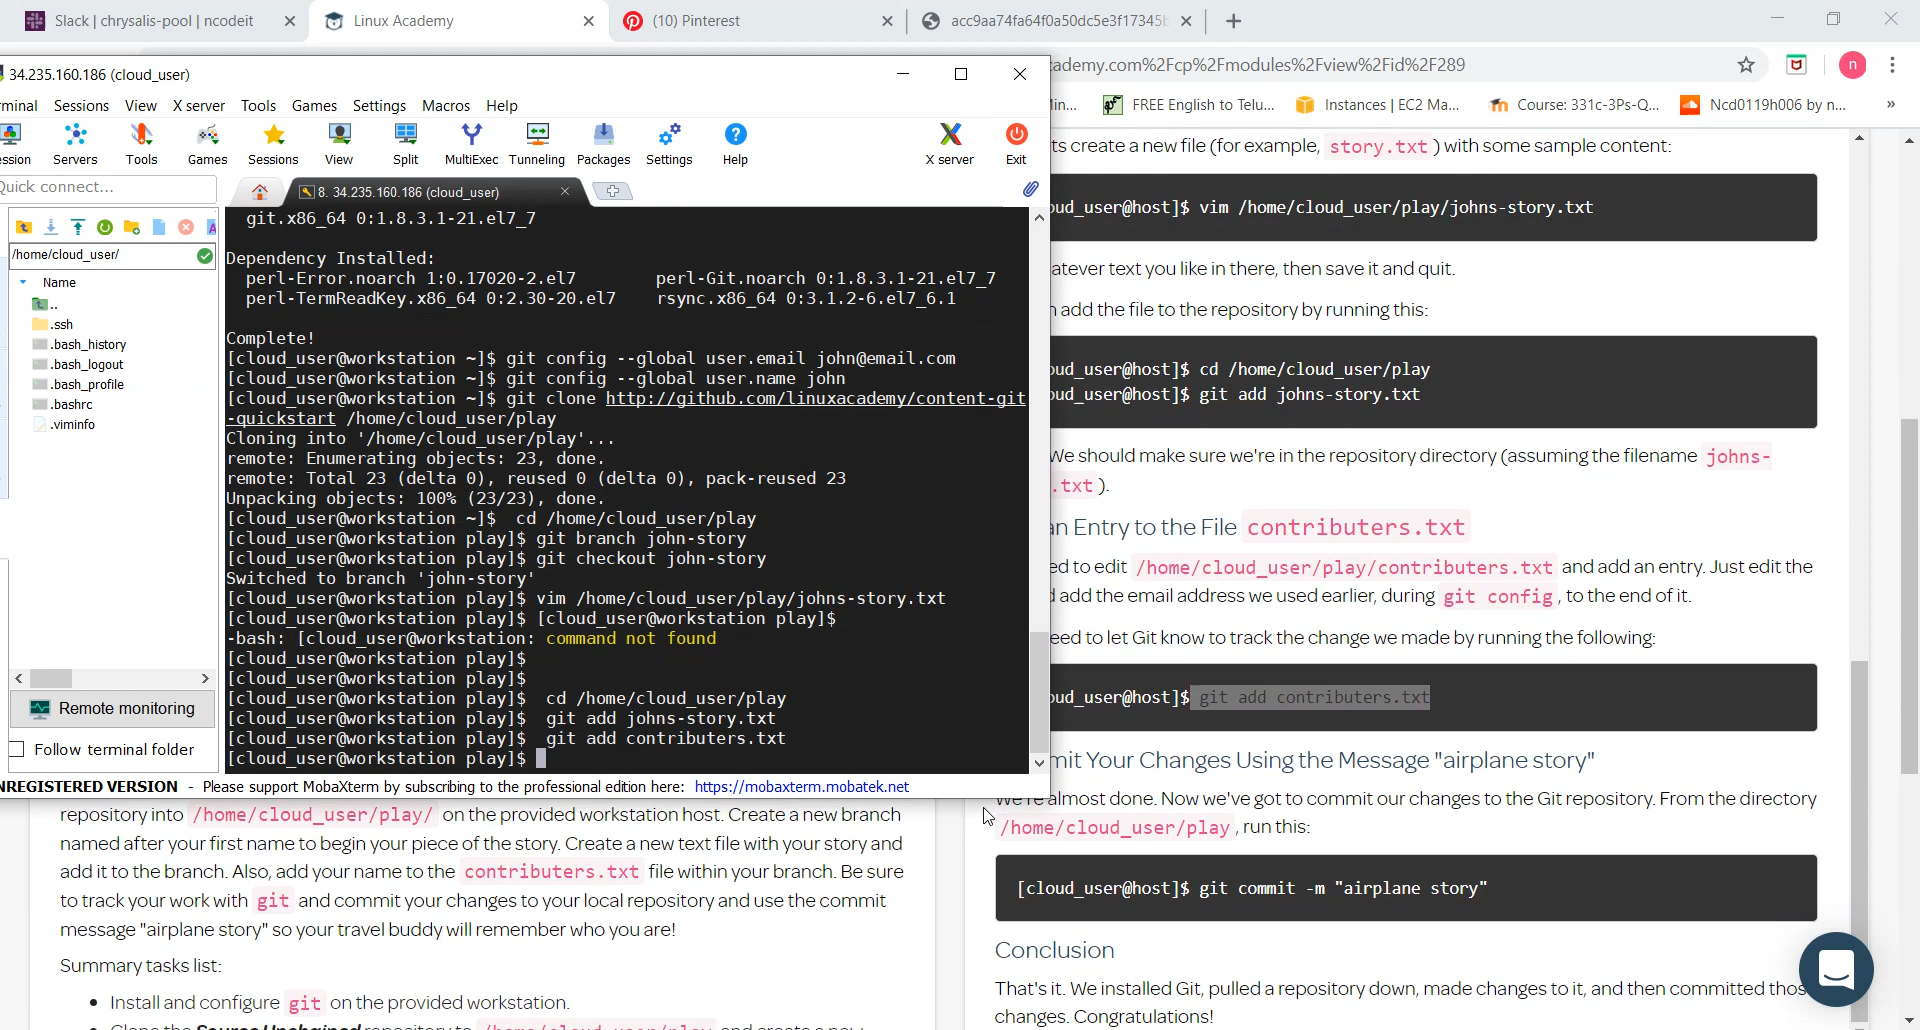 Slack | chrysalis-pool | ncodeit
Linux Academy
(10) Pinterest
acc9aa74fa64f0a50dc5e3f17345
ademy.com%2Fcp%2Fmodules%2Fview%2Fid%2F289
n
in...
FREE English to Telu...
Instances | EC2 Ma...
Course: 331c-3Ps-Q...
Ncd0119h006 by n...
»
34.235.160.186 (cloud_user)
rminal Sessions View X server Tools Games Settings Macros Help
ession Servers Tools Games Sessions View Split MultiExec Tunneling Packages Settings Help X server Exit
Quick connect...
8. 34.235.160.186 (cloud_user)
/home/cloud_user/
Name
..
.ssh
.bash_history
.bash_logout
.bash_profile
.bashrc
.viminfo
Remote monitoring
Follow terminal folder
git.x86_64 0:1.8.3.1-21.el7_7
Dependency Installed:
perl-Error.noarch 1:0.17020-2.el7 perl-Git.noarch 0:1.8.3.1-21.el7_7
perl-TermReadKey.x86_64 0:2.30-20.el7 rsync.x86_64 0:3.1.2-6.el7_6.1
Complete!
[cloud_user@workstation ~]$ git config --global user.email john@email.com
[cloud_user@workstation ~]$ git config --global user.name john
[cloud_user@workstation ~]$ git clone http://github.com/linuxacademy/content-git
-quickstart /home/cloud_user/play
Cloning into '/home/cloud_user/play'...
remote: Enumerating objects: 23, done.
remote: Total 23 (delta 0), reused 0 (delta 0), pack-reused 23
Unpacking objects: 100% (23/23), done.
[cloud_user@workstation ~]$  cd /home/cloud_user/play
[cloud_user@workstation play]$ git branch john-story
[cloud_user@workstation play]$ git checkout john-story
Switched to branch 'john-story'
[cloud_user@workstation play]$ vim /home/cloud_user/play/johns-story.txt
[cloud_user@workstation play]$ [cloud_user@workstation play]$
-bash: [cloud_user@workstation: command not found
[cloud_user@workstation play]$
[cloud_user@workstation play]$
[cloud_user@workstation play]$  cd /home/cloud_user/play
[cloud_user@workstation play]$  git add johns-story.txt
[cloud_user@workstation play]$  git add contributers.txt
[cloud_user@workstation play]$
NREGISTERED VERSION - Please support MobaXterm by subscribing to the professional edition here: https://mobaxterm.mobatek.net
repository into /home/cloud_user/play/ on the provided workstation host. Create a new branch
named after your first name to begin your piece of the story. Create a new text file with your story and
add it to the branch. Also, add your name to the contributers.txt file within your branch. Be sure
to track your work with git and commit your changes to your local repository and use the commit
message "airplane story" so your travel buddy will remember who you are!
Summary tasks list:
• Install and configure git on the provided workstation.
ts create a new file (for example, story.txt) with some sample content:
oud_user@host]$ vim /home/cloud_user/play/johns-story.txt
atever text you like in there, then save it and quit.
n add the file to the repository by running this:
oud_user@host]$ cd /home/cloud_user/play
oud_user@host]$ git add johns-story.txt
We should make sure we're in the repository directory (assuming the filename johns-
.txt).
an Entry to the File contributers.txt
ed to edit /home/cloud_user/play/contributers.txt and add an entry. Just edit the
d add the email address we used earlier, during git config, to the end of it.
eed to let Git know to track the change we made by running the following:
oud_user@host]$ git add contributers.txt
mit Your Changes Using the Message "airplane story"
We're almost done. Now we've got to commit our changes to the Git repository. From the directory
/home/cloud_user/play, run this:
[cloud_user@host]$ git commit -m "airplane story"
Conclusion
That's it. We installed Git, pulled a repository down, made changes to it, and then committed thos
changes. Congratulations!